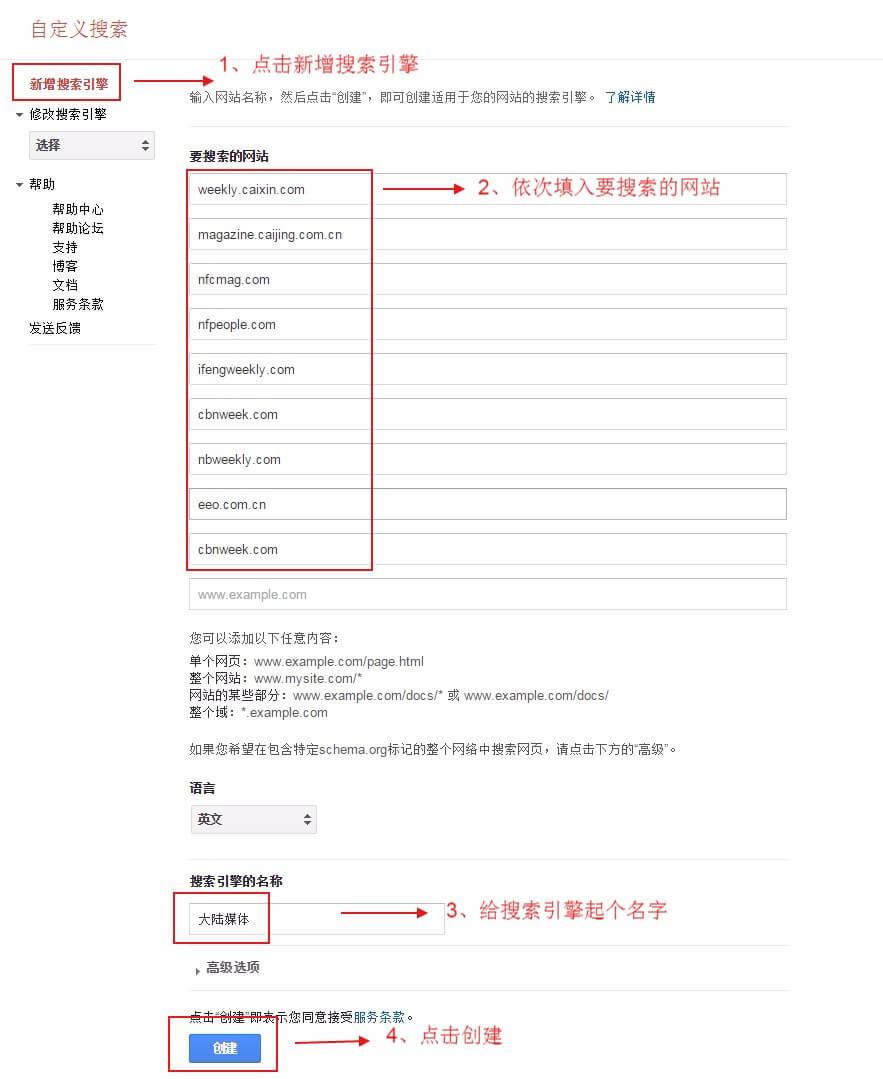 自定义搜索
1、点击新增搜索引擎
新增搜索引擎
输入网站名称，然后点击“创建”，即可创建适用于您的网站的搜索引擎。 了解详情
修改搜索引擎
选择
帮助
帮助中心
帮助论坛
支持
博客
文档
服务条款
发送反馈
要搜索的网站
weekly.caixin.com
2、依次填入要搜索的网站
magazine.caijing.com.cn
nfcmag.com
nfpeople.com
ifengweekly.com
cbnweek.com
nbweekly.com
eeo.com.cn
cbnweek.com
www.example.com
您可以添加以下任意内容：
单个网页：www.example.com/page.html
整个网站：www.mysite.com/*
网站的某些部分：www.example.com/docs/* 或 www.example.com/docs/
整个域：*.example.com
如果您希望在包含特定schema.org标记的整个网络中搜索网页，请点击下方的“高级”。
语言
英文
搜索引擎的名称
大陆媒体
3、给搜索引擎起个名字
高级选项
点击“创建”即表示您同意接受服务条款。
创建
4、点击创建